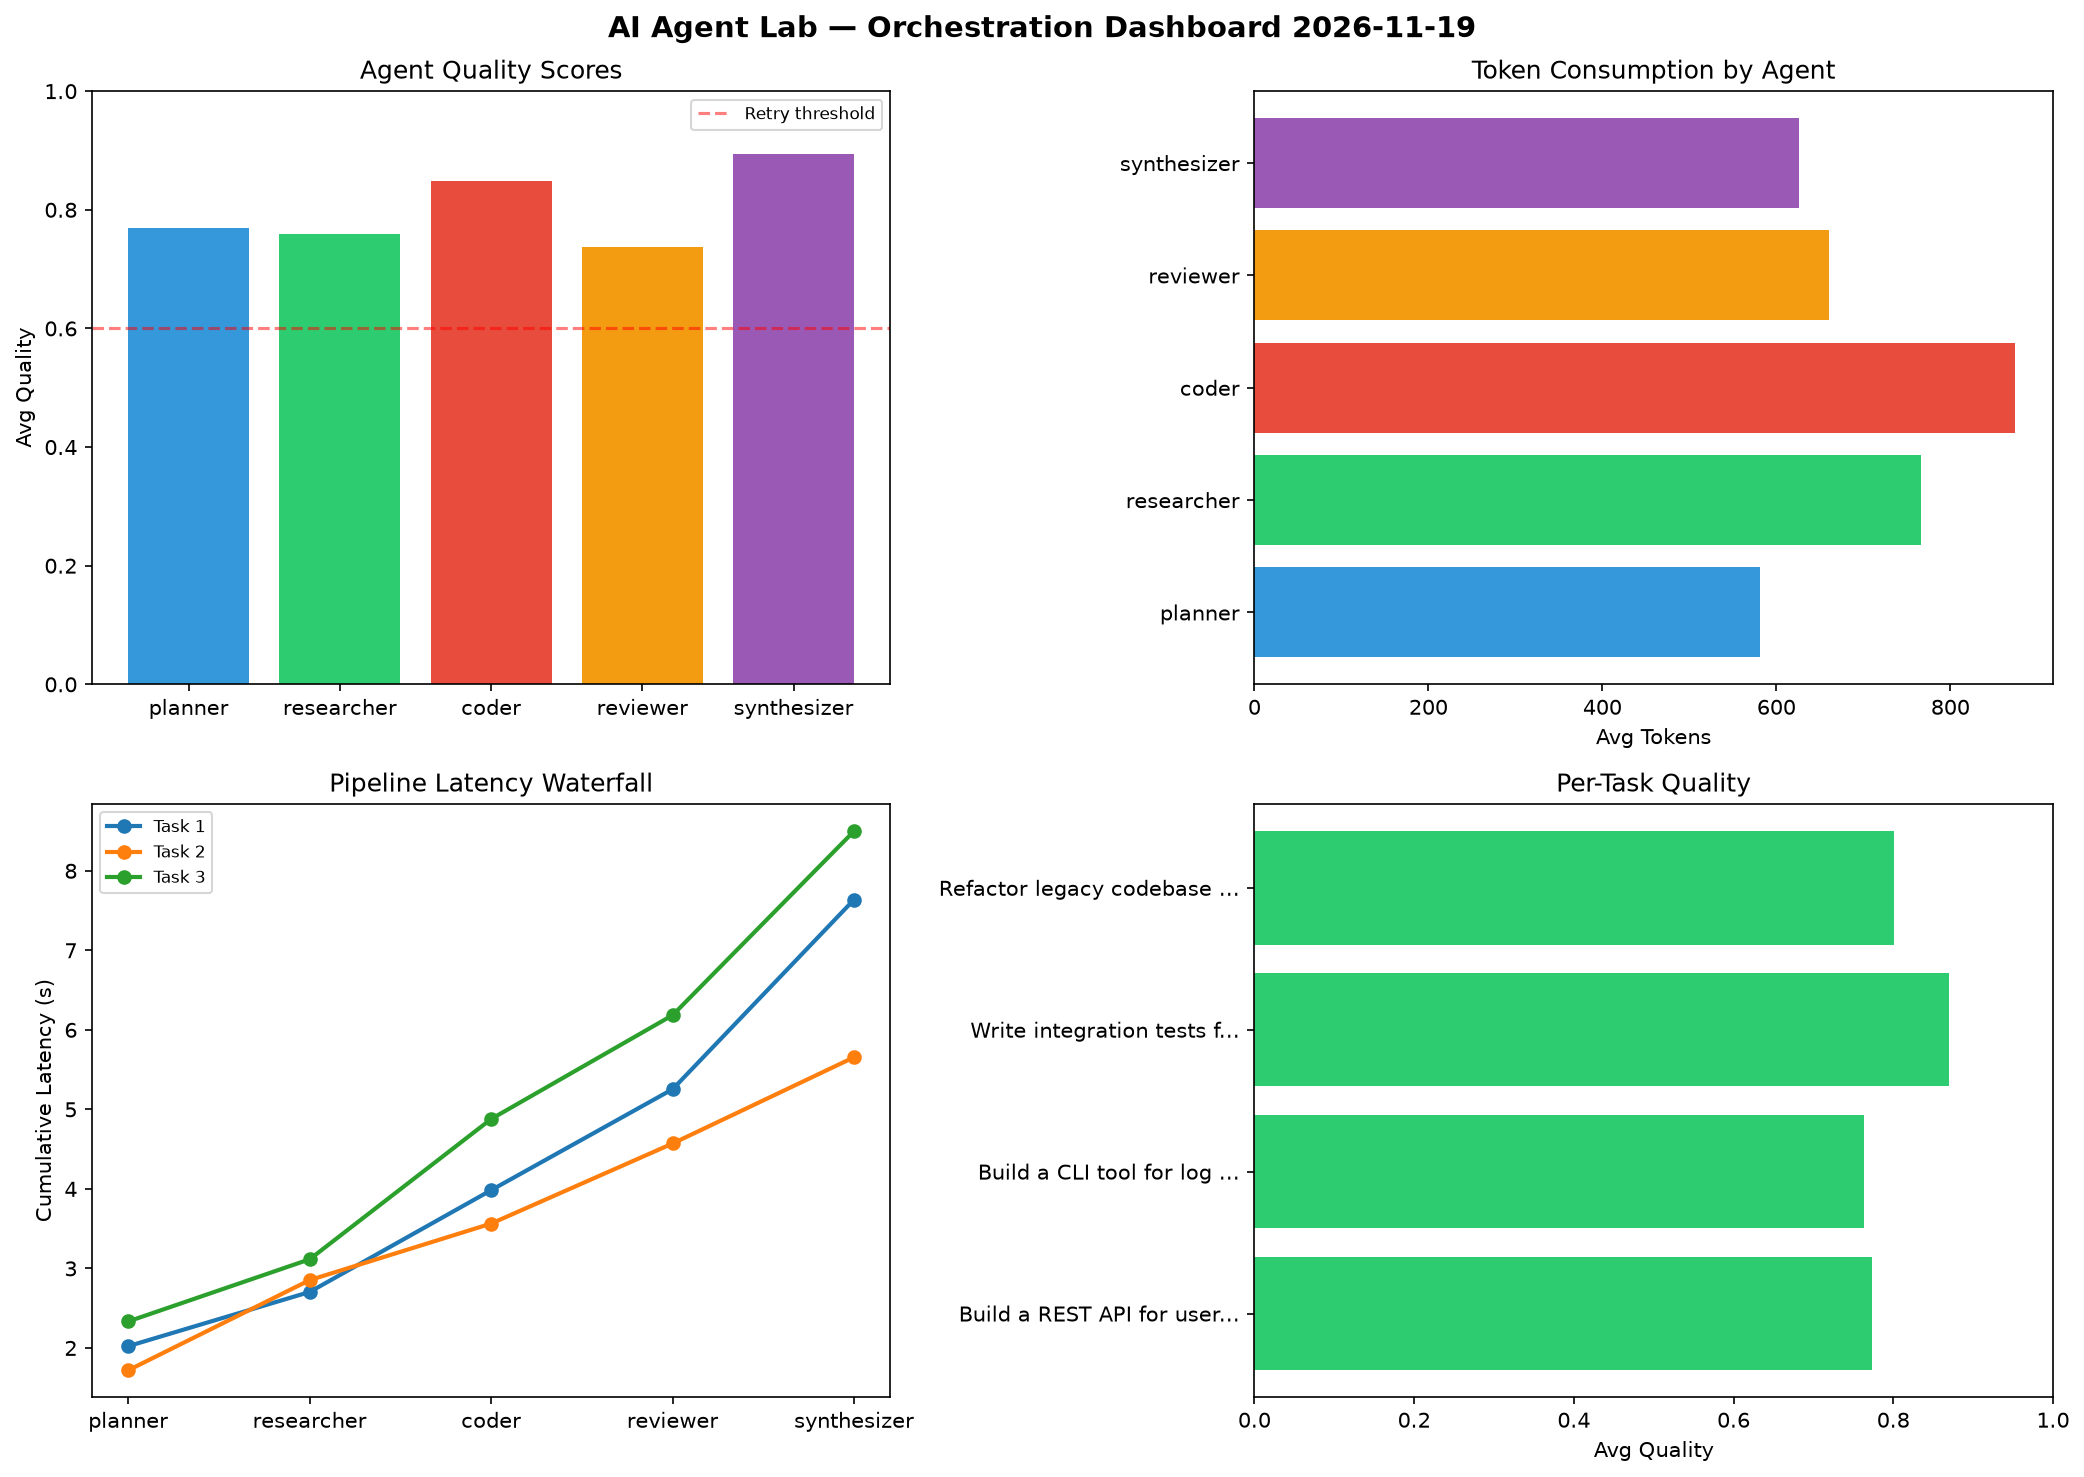 AI Agent Lab — Orchestration Dashboard 2026-11-19
Agent Quality Scores
Avg Quality
1.0
0.8
0.6
0.4
0.2
0.0
Retry threshold
planner
researcher
coder
reviewer
synthesizer
Token Consumption by Agent
synthesizer
reviewer
coder
researcher
planner
0
200
400
600
800
Avg Tokens
Pipeline Latency Waterfall
Cumulative Latency (s)
8
7
6
5
4
3
2
Task 1
Task 2
Task 3
planner
researcher
coder
reviewer
synthesizer
Per-Task Quality
Refactor legacy codebase ...
Write integration tests f...
Build a CLI tool for log ...
Build a REST API for user...
0.0
0.2
0.4
0.6
0.8
1.0
Avg Quality